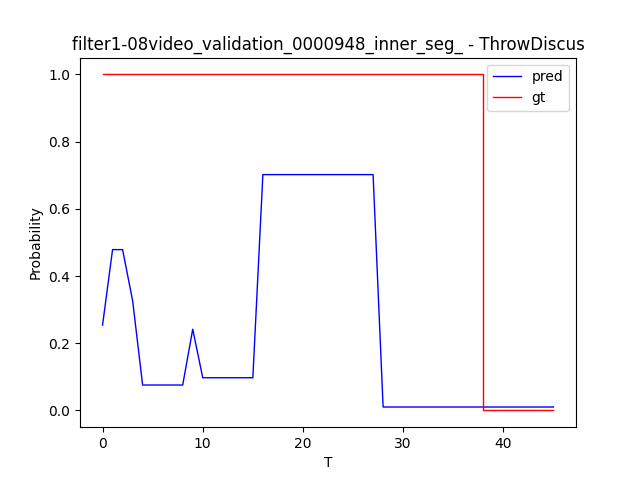 filter1-08video_validation_0000948_inner_seg_ - ThrowDiscus
pred
gt
1.0
0.8
0.6
0.4
0.2
0.0
Probability
0
10
20
30
40
T